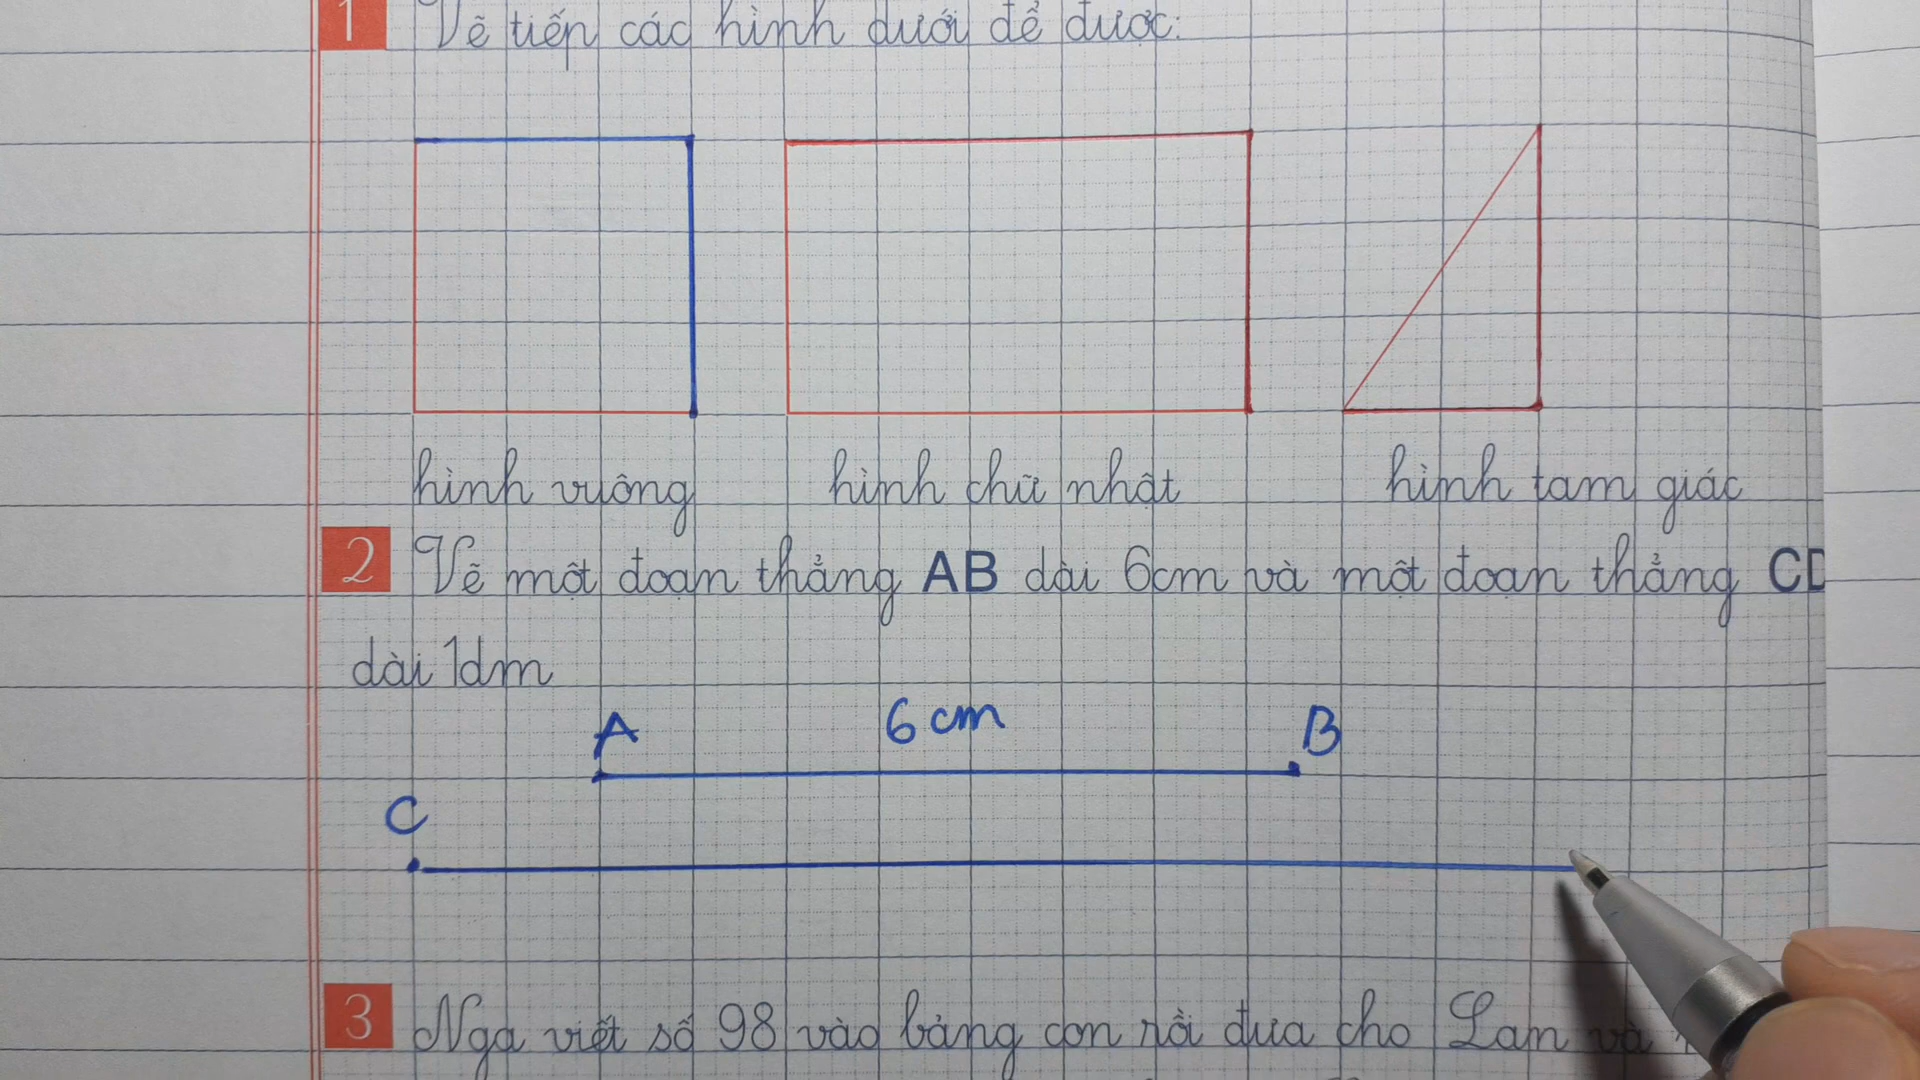 1 Vẽ tiếp các hình dưới để được:
hình vuông hình chữ nhật hình tam giác
2 Vẽ một đoạn thẳng AB dài 6cm và một đoạn thẳng CD
dài 1dm
A 6 cm B
C
3 Nga viết số 98 vào bảng con rồi đưa cho Lan và